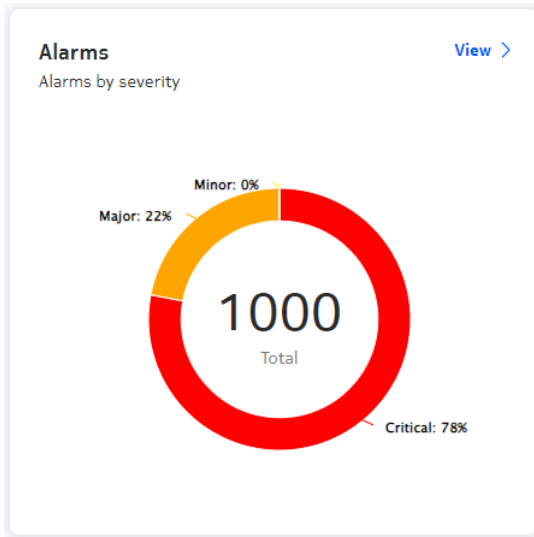 Alarms
View
Alarms by severity
Minor: 0%
Major: 22%
1000
Total
Critical: 78%